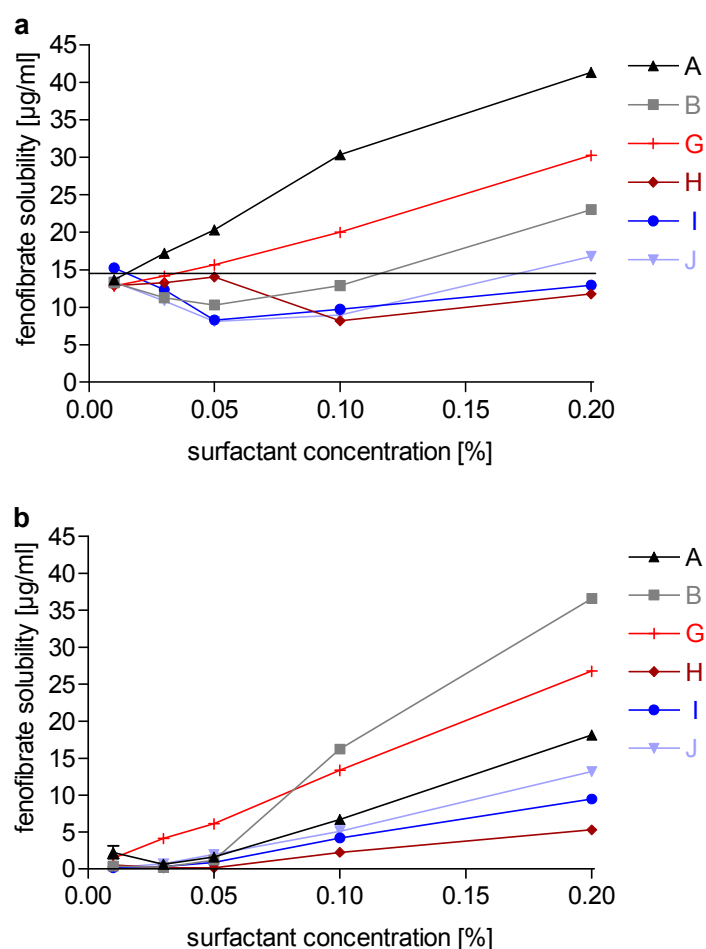 a
fenofibrate solubility [µg/ml]
45
40
35
30
25
20
15
10
5
0
0.00 0.05 0.10 0.15 0.20
surfactant concentration [%]
A
B
G
H
I
J
b
fenofibrate solubility [µg/ml]
45
40
35
30
25
20
15
10
5
0
0.00 0.05 0.10 0.15 0.20
surfactant concentration [%]
A
B
G
H
I
J